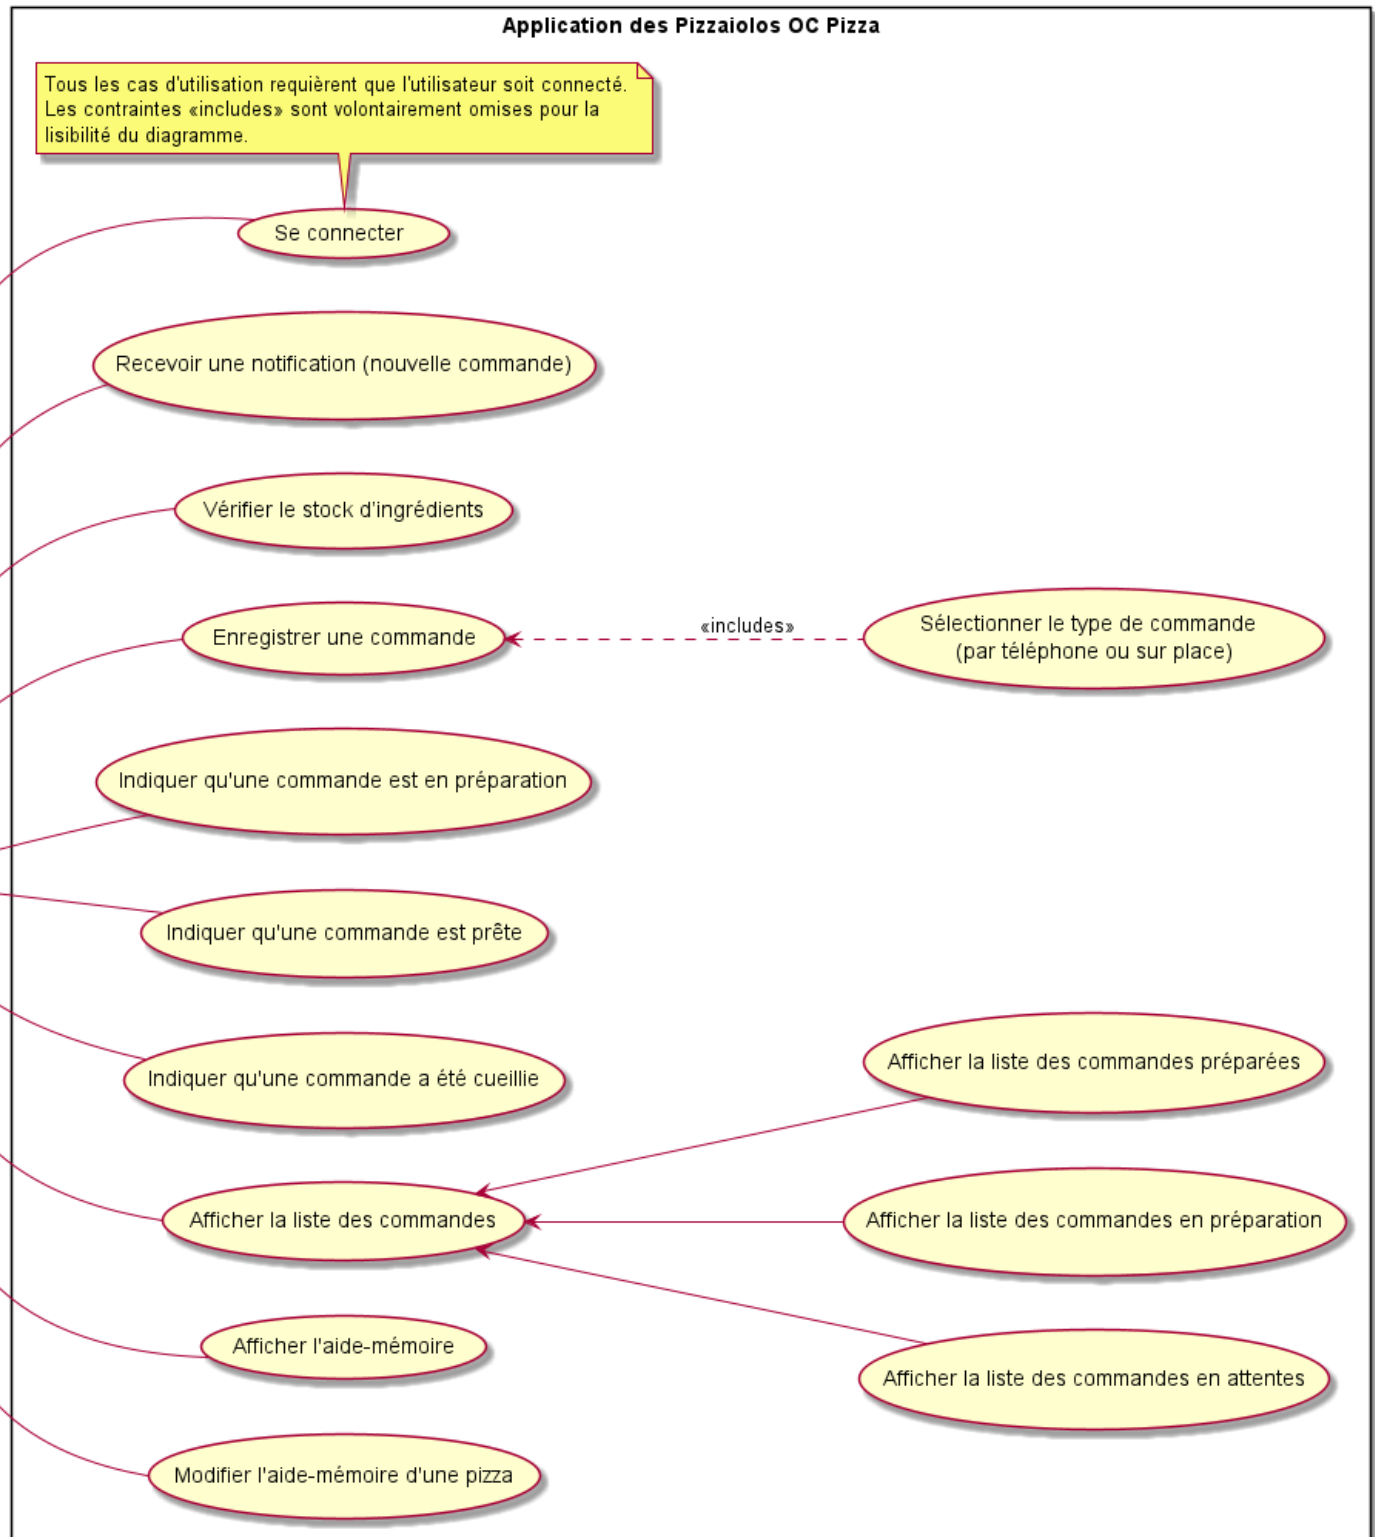 Application des Pizzaiolos OC Pizza
Tous les cas d'utilisation requièrent que l'utilisateur soit connecté.
Les contraintes «includes» sont volontairement omises pour la
lisibilité du diagramme.
Se connecter
Recevoir une notification (nouvelle commande)
Vérifier le stock d'ingrédients
Enregistrer une commande
«includes»
Sélectionner le type de commande
(par téléphone ou sur place)
Indiquer qu'une commande est en préparation
Indiquer qu'une commande est prête
Indiquer qu'une commande a été cueillie
Afficher la liste des commandes préparées
Afficher la liste des commandes
Afficher la liste des commandes en préparation
Afficher l'aide-mémoire
Afficher la liste des commandes en attentes
Modifier l'aide-mémoire d'une pizza